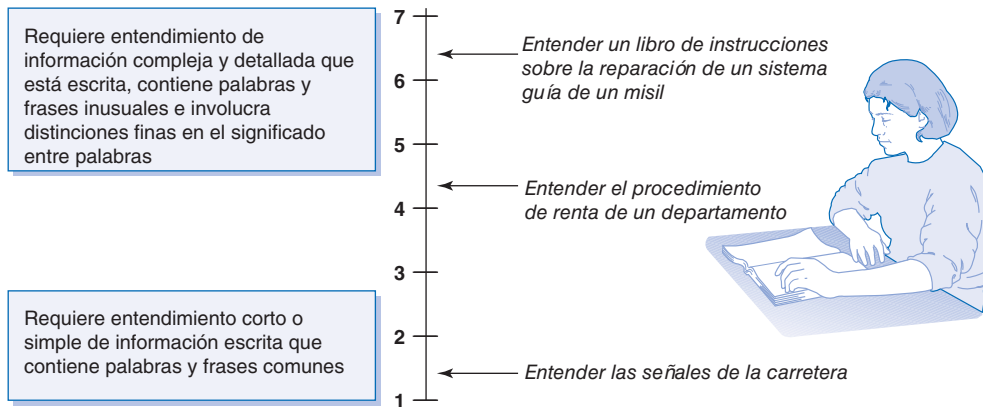 Requiere entendimiento de
información compleja y detallada que
está escrita, contiene palabras y
frases inusuales e involucra
distinciones finas en el significado
entre palabras
7
6
5
4
3
2
1
Entender un libro de instrucciones
sobre la reparación de un sistema
guía de un misil
Entender el procedimiento
de renta de un departamento
Requiere entendimiento corto o
simple de información escrita que
contiene palabras y frases comunes
Entender las señales de la carretera